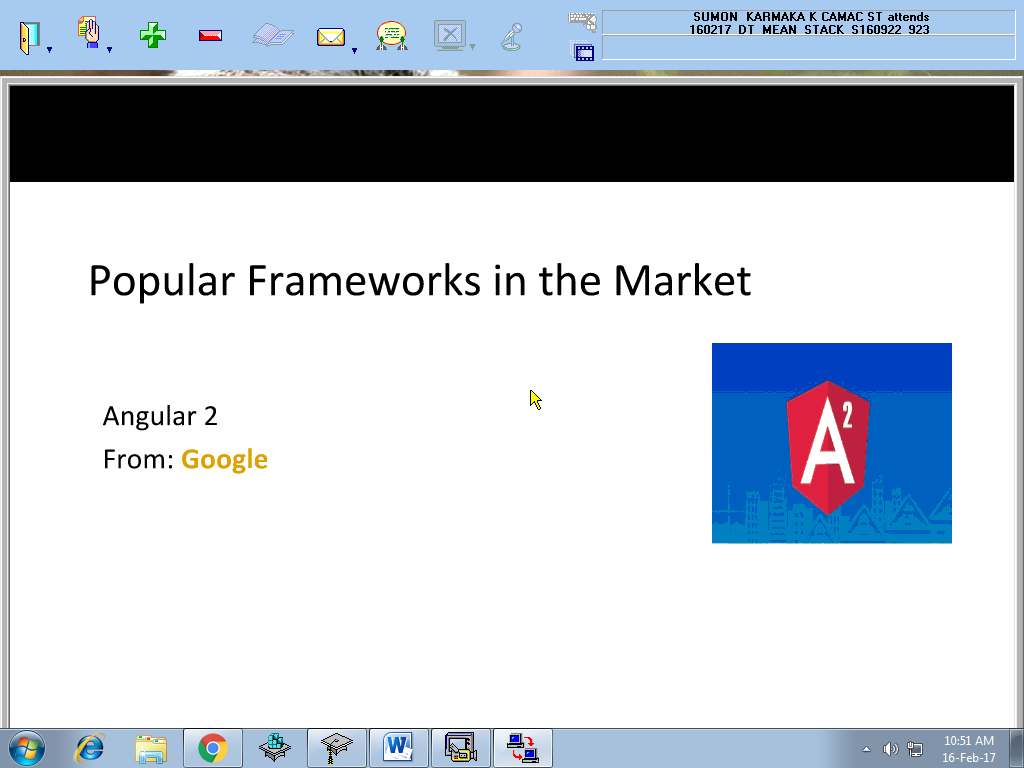 SUMON KARMAKA K CAMAC ST attends
160217 DT MEAN STACK S160922 923
Popular Frameworks in the Market
A2
Angular 2
From: Google
10:51 AM
16-Feb-17